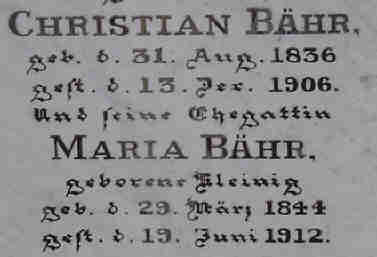 CHRISTIAN BÄHR,
geb. d. 31. Aug. 1836
gest. d. 13. Dez. 1906.
Und seine Ehegattin
MARIA BÄHR,
geborene Kleinig
geb. d. 29. März 1844
gest. d. 19. Juni 1912.